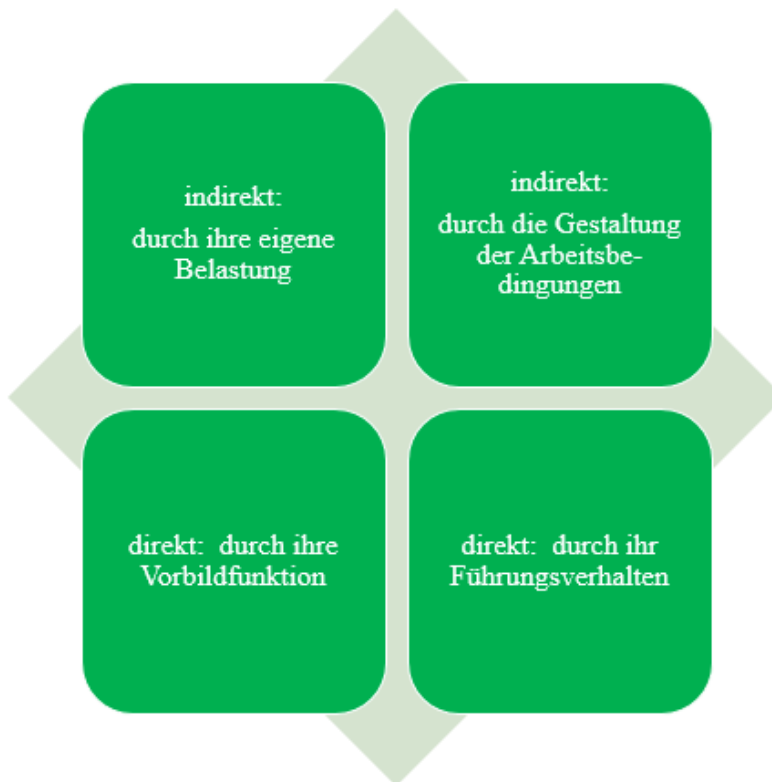 indirekt:
durch ihre eigene
Belastung
indirekt:
durch die Gestaltung
der Arbeitsbe-
dingungen
direkt:  durch ihre
Vorbildfunktion
direkt:  durch ihr
Führungsverhalten